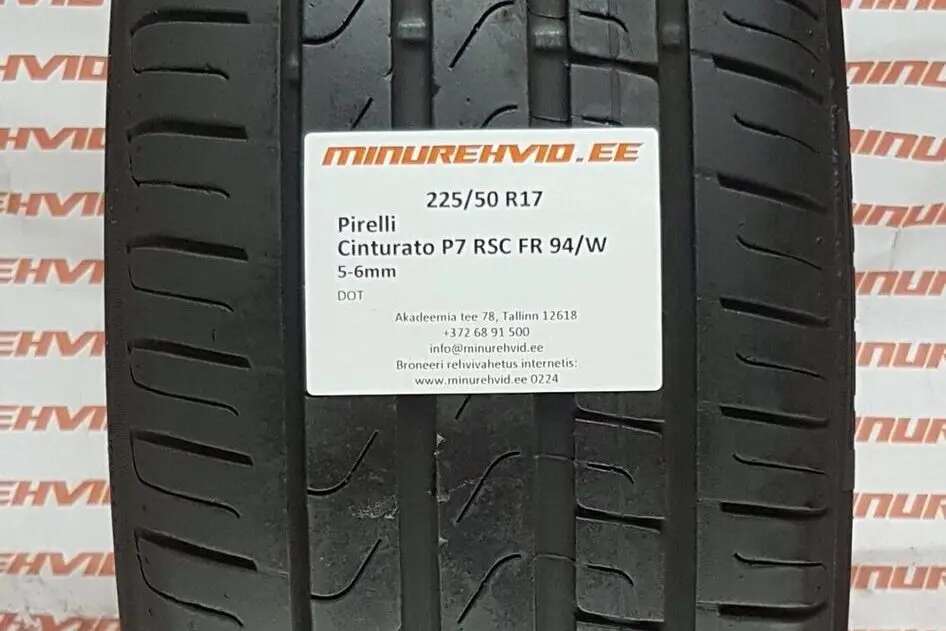 MINUREHVID.EE
225/50 R17
Pirelli
Cinturato P7 RSC FR 94/W
5-6mm
DOT
Akadeemia tee 78, Tallinn 12618
+372 68 91 500
info@minurehvid.ee
Broneeri rehvivahetus internetis:
www.minurehvid.ee 0224